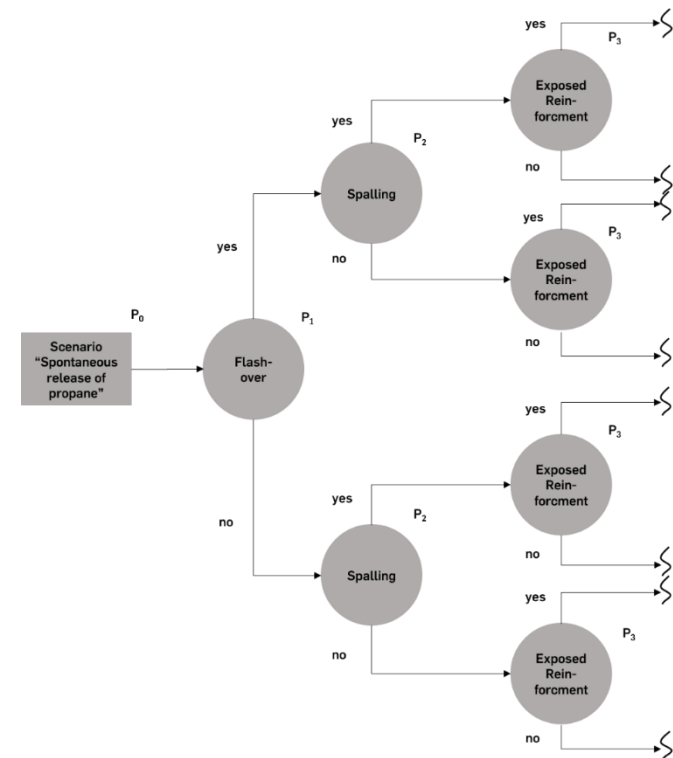 yes
P₃
Exposed
Rein-
forcment
no
yes
P₂
Spalling
no
yes
P₃
Exposed
Rein-
forcment
no
yes
P₀
Scenario
"Spontaneous
release of
propane"
P₁
Flash-
over
no
yes
P₂
Spalling
no
yes
P₃
Exposed
Rein-
forcment
no
yes
P₃
Exposed
Rein-
forcment
no